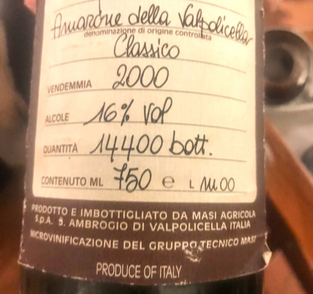 Amarone della Valpolicella
denominazione di origine controllata
Classico
VENDEMMIA 2000
ALCOLE 16% vol
QUANTITÀ 14400 bott.
CONTENUTO ML 750 e L M 00
PRODOTTO E IMBOTTIGLIATO DA MASI AGRICOLA
S.p.A. S. AMBROGIO DI VALPOLICELLA ITALIA
MICROVINIFICAZIONE DEL GRUPPO TECNICO MASI
PRODUCE OF ITALY